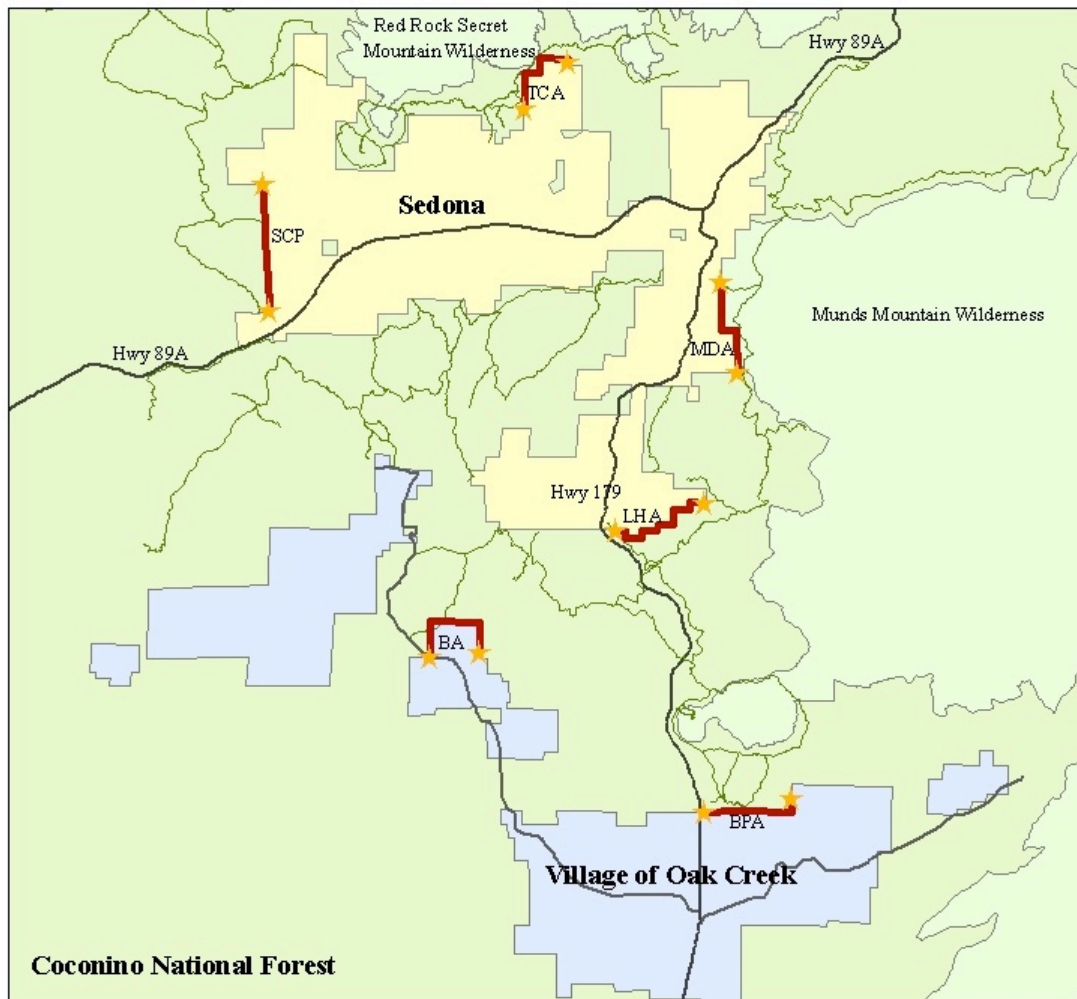 Red Rock Secret
Mountain Wilderness
Hwy 89A
TCA
Sedona
SCP
Munds Mountain Wilderness
MDA
Hwy 89A
Hwy 179
LHA
BA
BPA
Village of Oak Creek
Coconino National Forest